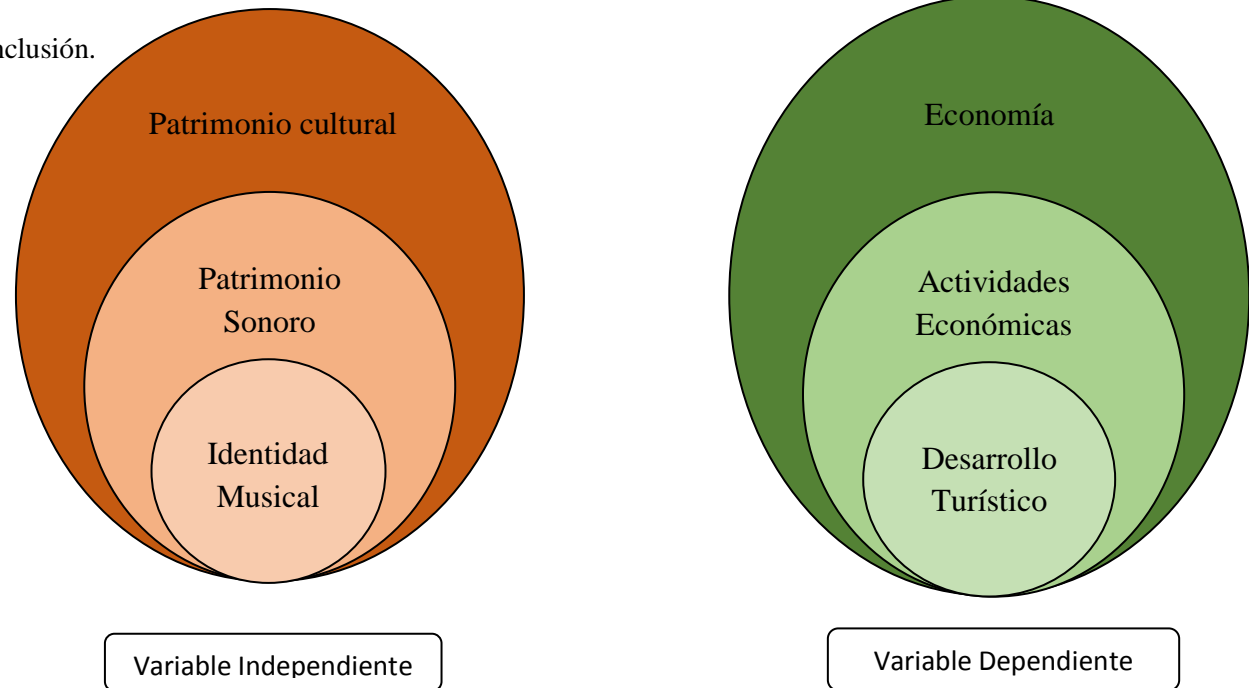 nclusión.
Patrimonio cultural
Patrimonio
Sonoro
Identidad
Musical
Variable Independiente
Economía
Actividades
Económicas
Desarrollo
Turístico
Variable Dependiente